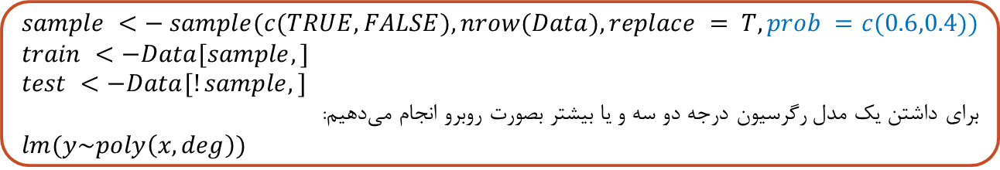 sample <− sample(c(TRUE, FALSE), nrow(Data), replace = T, prob = c(0.6,0.4))
train <−Data[sample,]
test <−Data[! sample,]
برای داشتن یک مدل رگرسیون درجه دو سه و یا بیشتر بصورت روبرو انجام می‌دهیم:
lm(y~poly(x, deg))